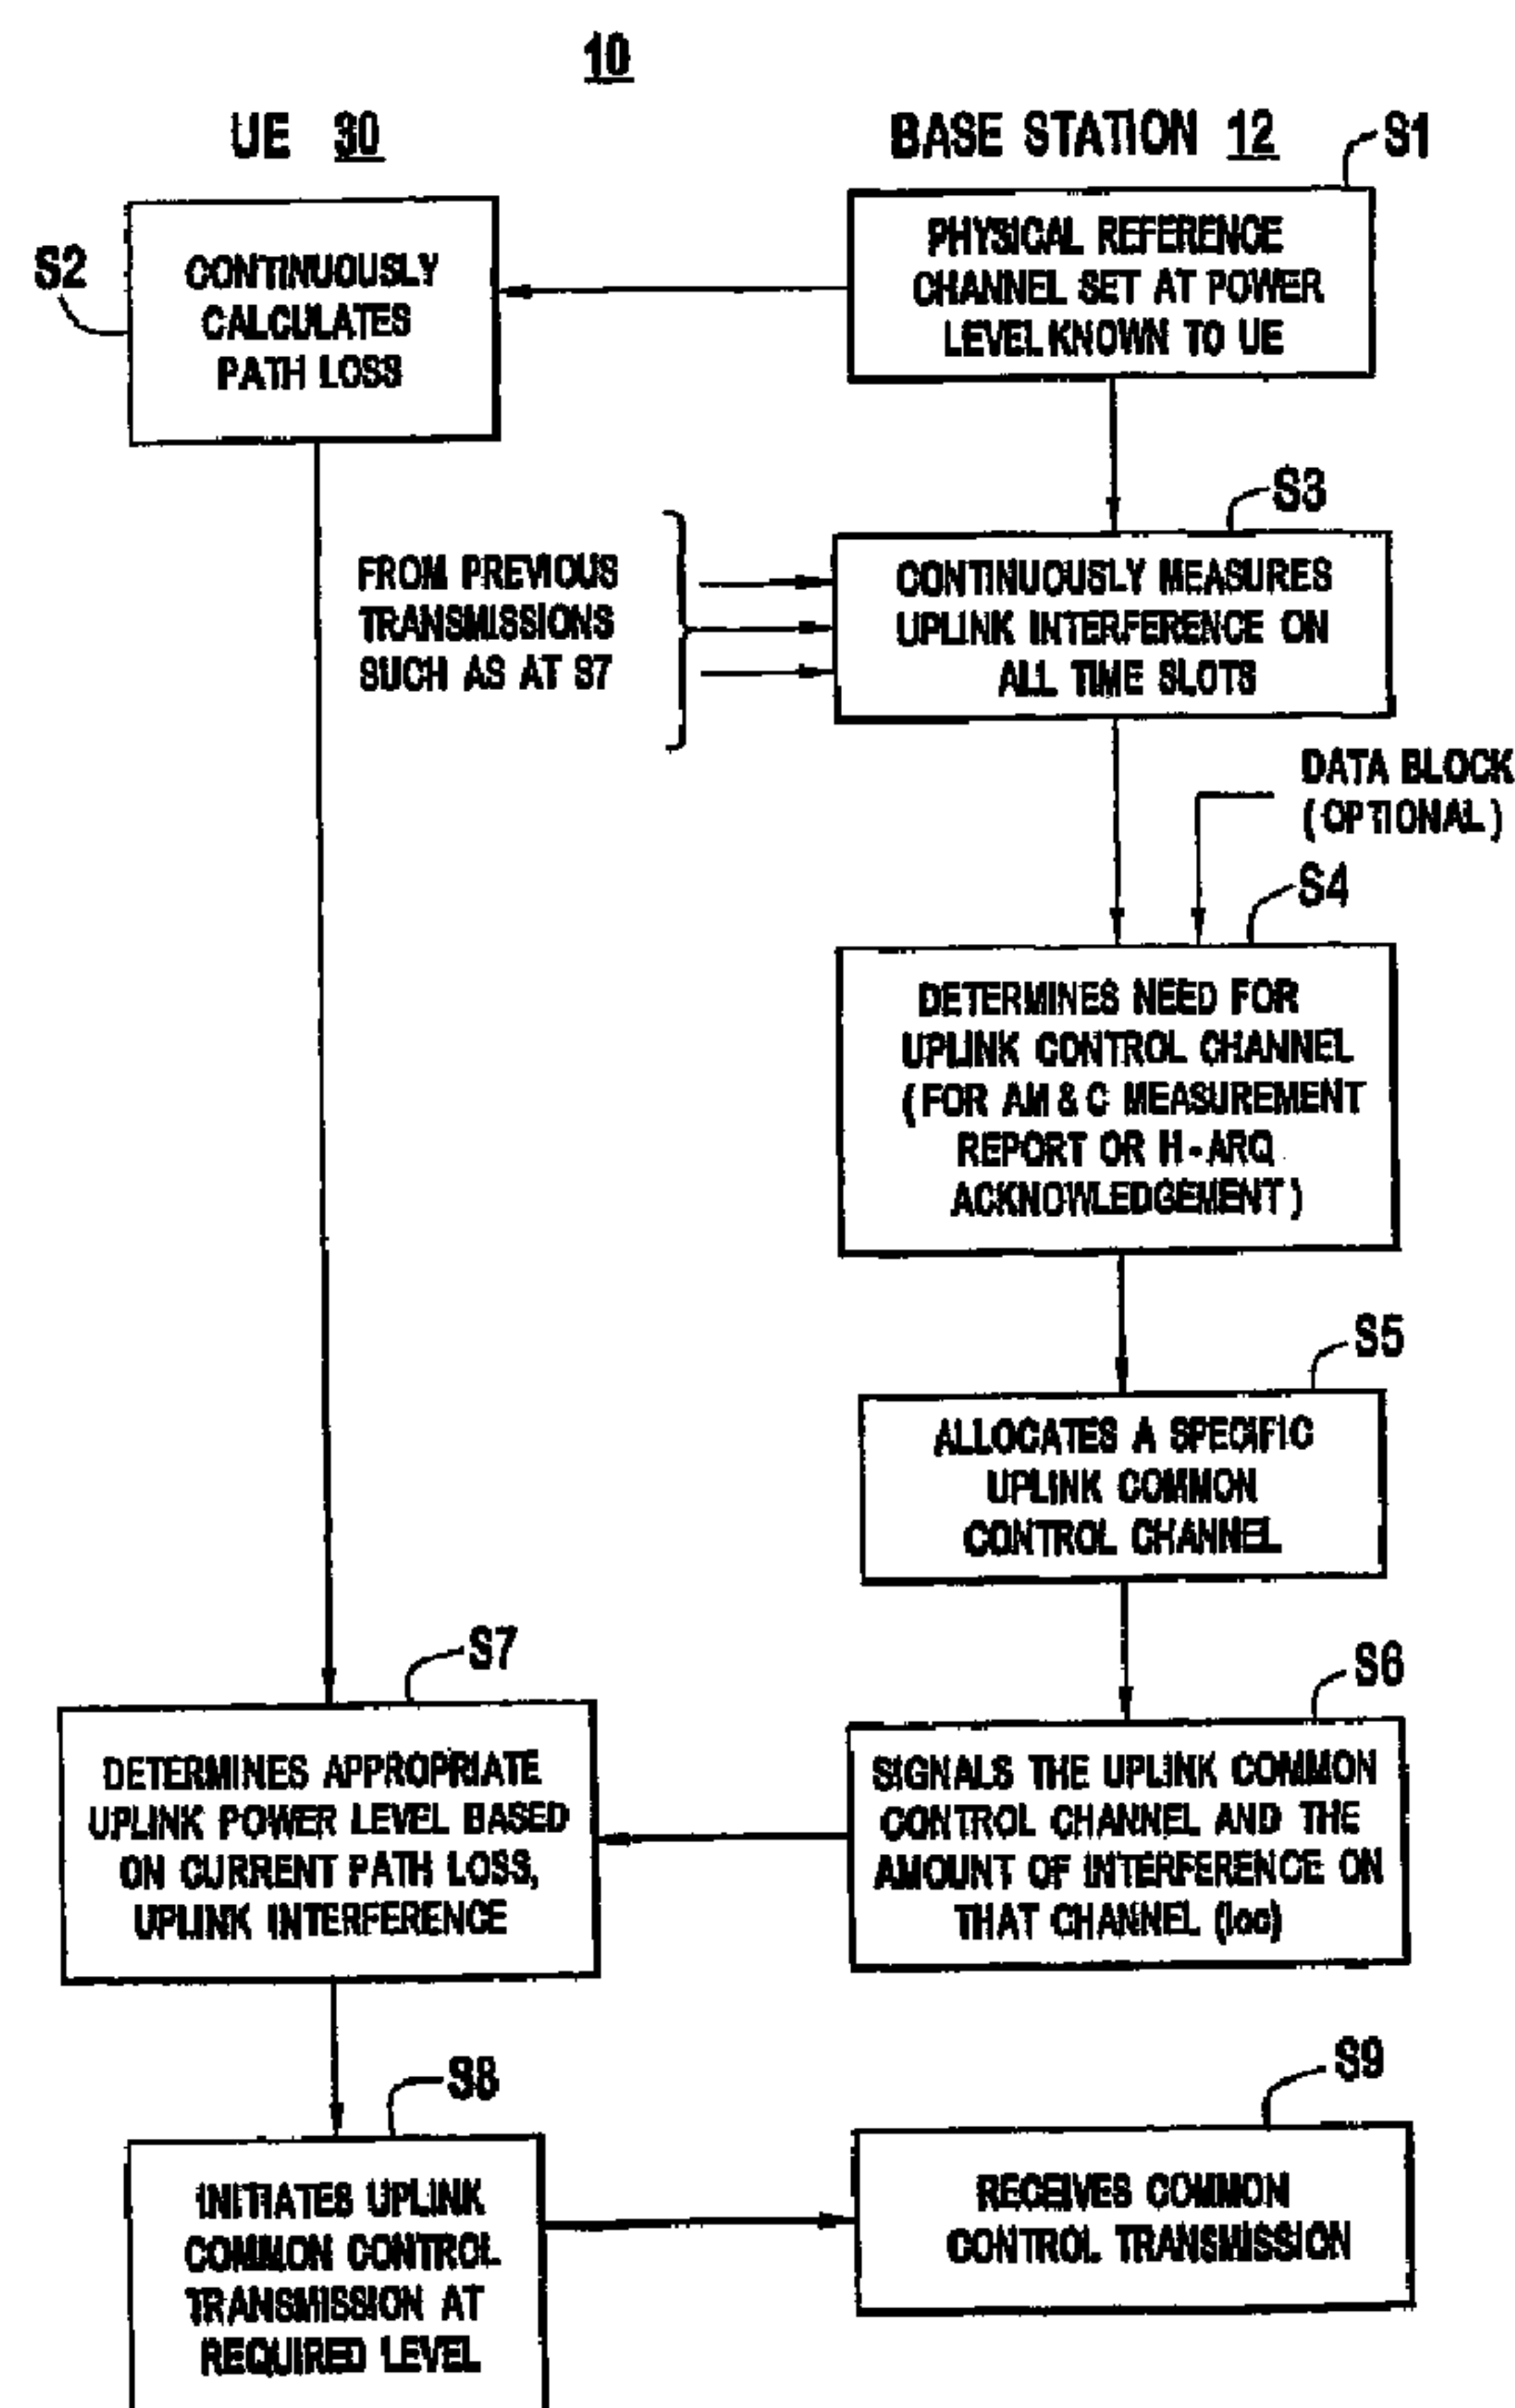 10
UE 30
BASE STATION 12
S1
PHYSICAL REFERENCE
CHANNEL SET AT POWER
LEVEL KNOWN TO UE
S2
CONTINUOUSLY
CALCULATES
PATH LOSS
S3
FROM PREVIOUS
TRANSMISSIONS
SUCH AS AT S7
CONTINUOUSLY MEASURES
UPLINK INTERFERENCE ON
ALL TIME SLOTS
DATA BLOCK
(OPTIONAL)
S4
DETERMINES NEED FOR
UPLINK CONTROL CHANNEL
(FOR AM & C MEASUREMENT
REPORT OR H-ARQ
ACKNOWLEDGEMENT)
S5
ALLOCATES A SPECIFIC
UPLINK COMMON
CONTROL CHANNEL
S6
SIGNALS THE UPLINK COMMON
CONTROL CHANNEL AND THE
AMOUNT OF INTERFERENCE ON
THAT CHANNEL (Ioc)
S7
DETERMINES APPROPRIATE
UPLINK POWER LEVEL BASED
ON CURRENT PATH LOSS,
UPLINK INTERFERENCE
S8
INITIATES UPLINK
COMMON CONTROL
TRANSMISSION AT
REQUIRED LEVEL
S9
RECEIVES COMMON
CONTROL TRANSMISSION